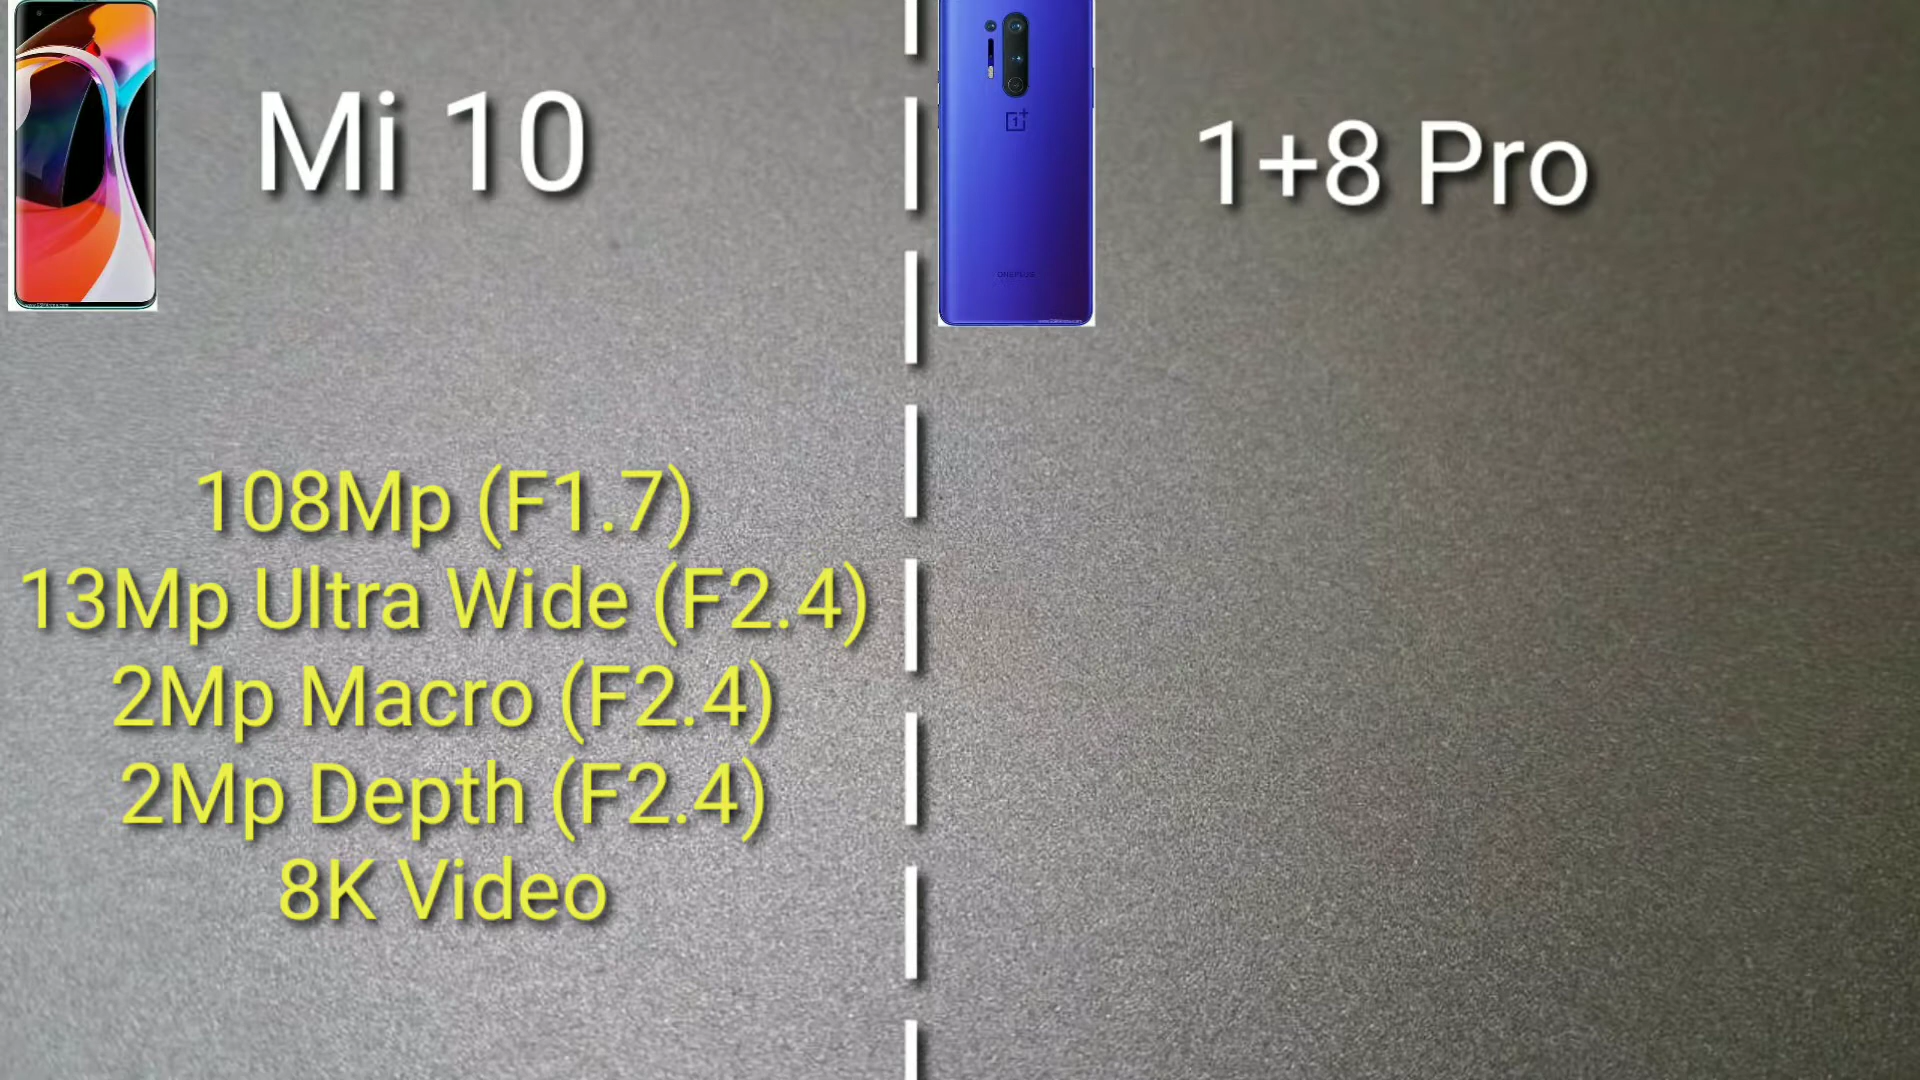 Mi 10
1+8 Pro
ONEPLUS
108Mp (F1.7)
13Mp Ultra Wide (F2.4)
2Mp Macro (F2.4)
2Mp Depth (F2.4)
8K Video